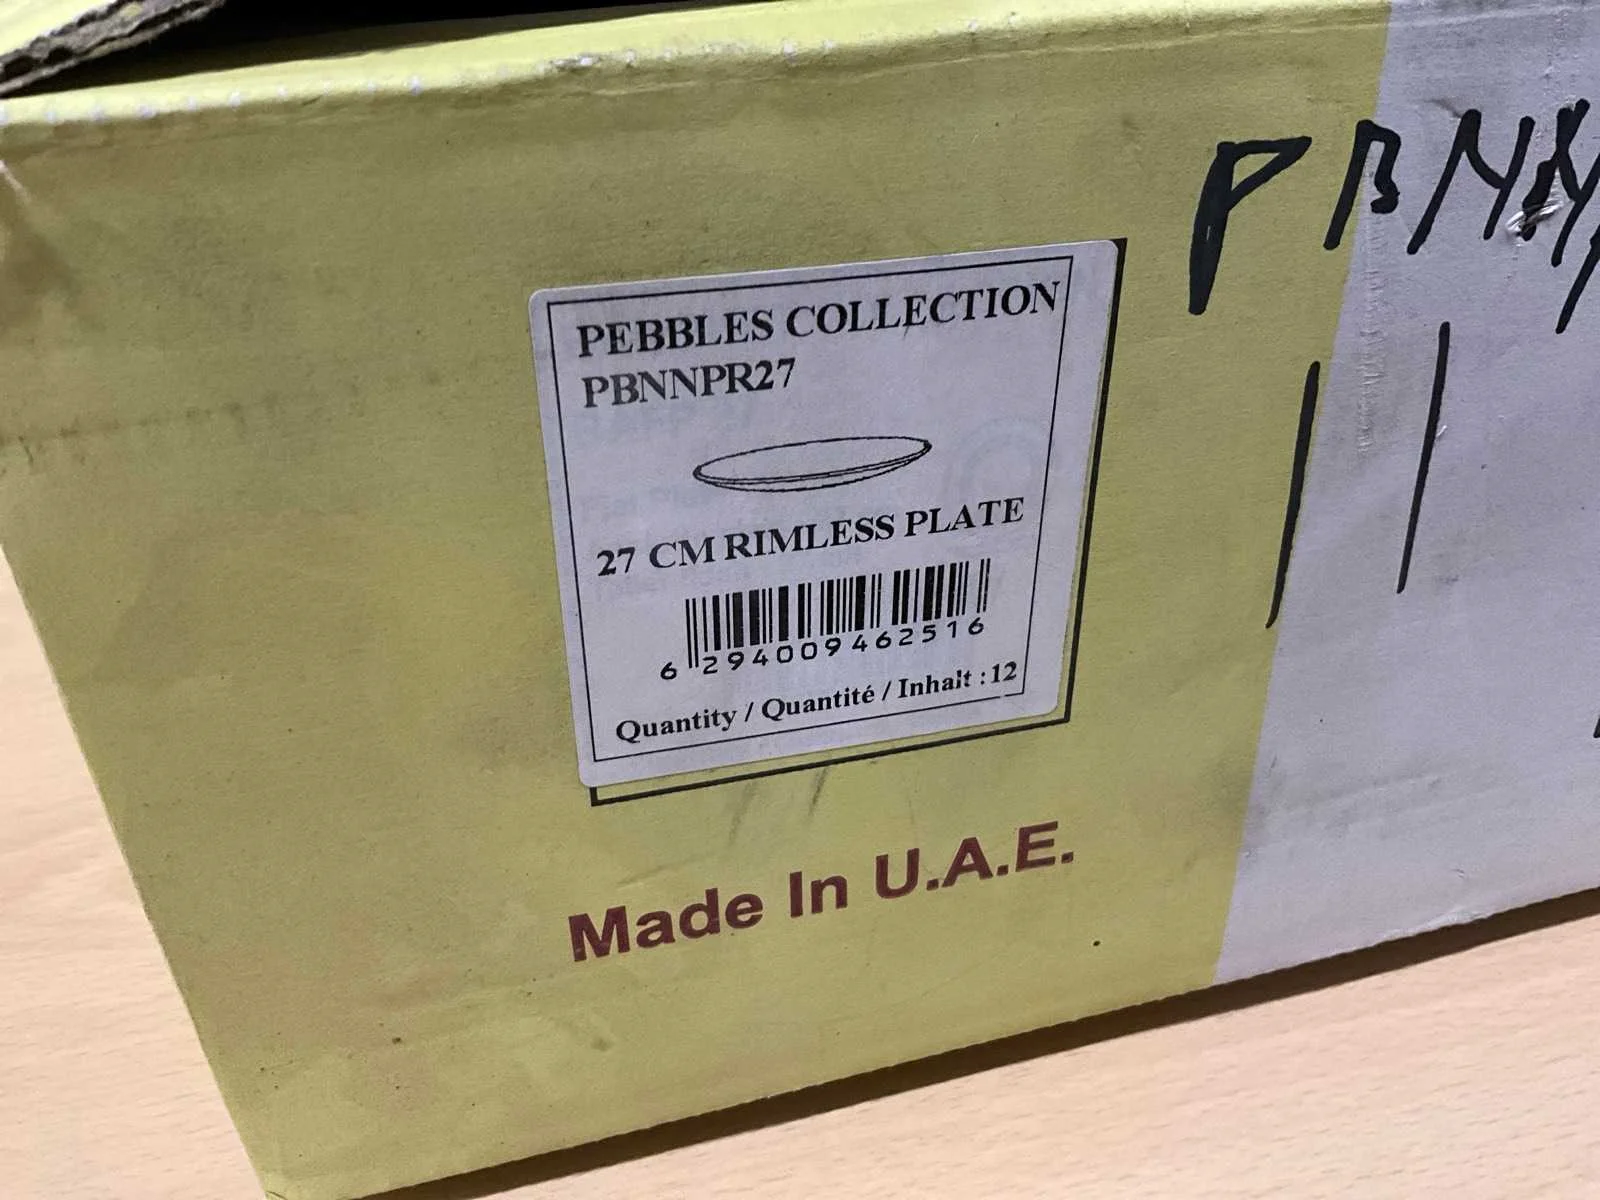 PEBBLES COLLECTION
PBNNPR27
27 CM RIMLESS PLATE
6 294009 462516
Quantity / Quantité / Inhalt : 12
Made In U.A.E.